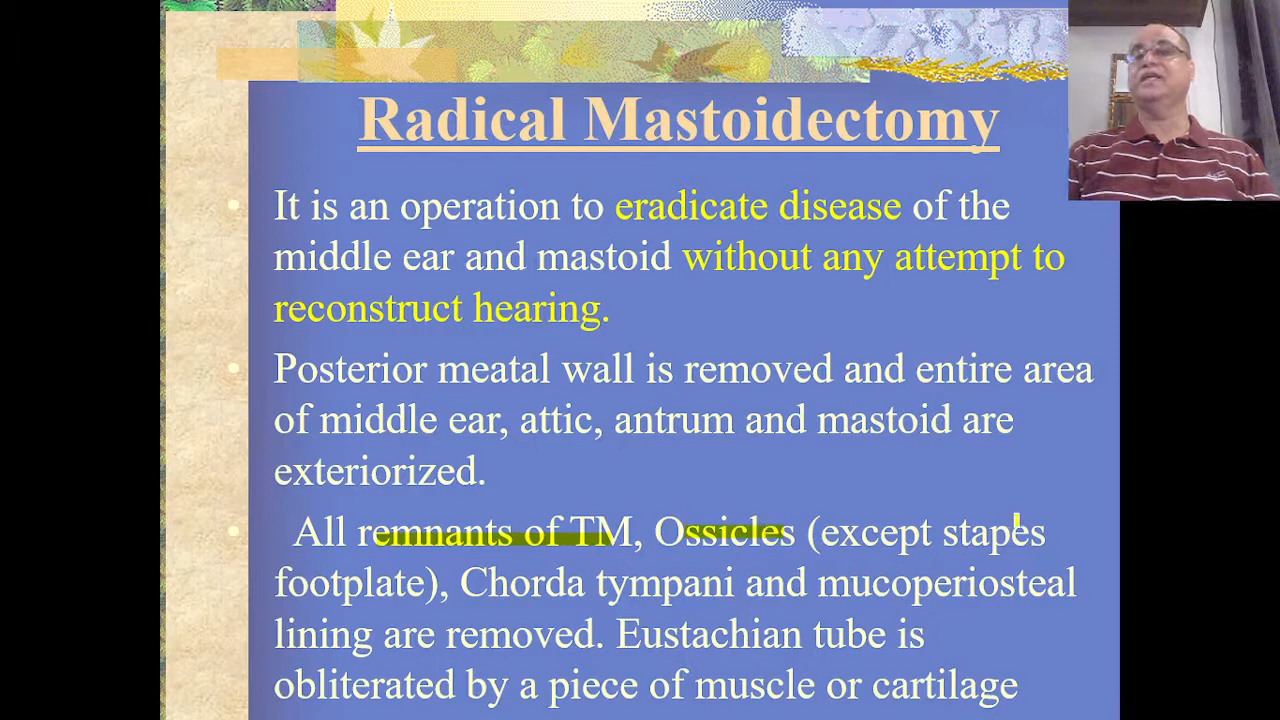 Radical Mastoidectomy
• It is an operation to eradicate disease of the
middle ear and mastoid without any attempt to
reconstruct hearing.
• Posterior meatal wall is removed and entire area
of middle ear, attic, antrum and mastoid are
exteriorized.
• All remnants of TM, Ossicles (except stapes
footplate), Chorda tympani and mucoperiosteal
lining are removed. Eustachian tube is
obliterated by a piece of muscle or cartilage